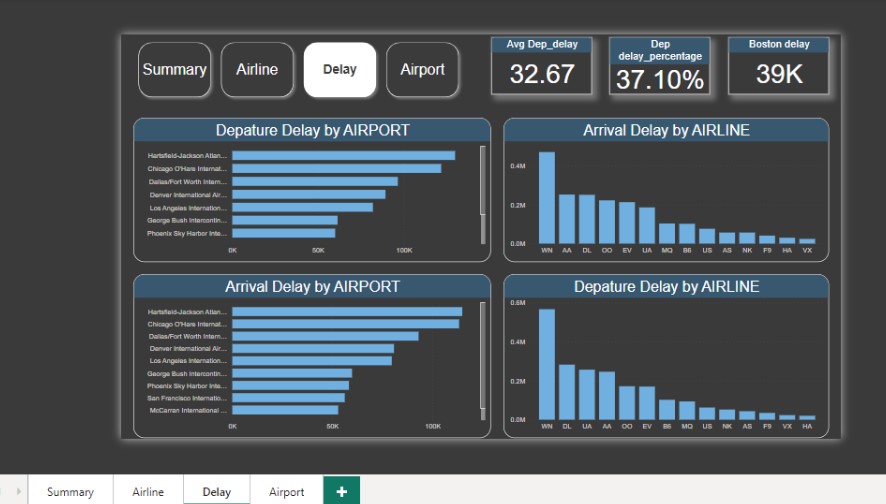 Summary
Airline
Delay
Airport
Avg Dep_delay
32.67
Dep
delay_percentage
37.10%
Boston delay
39K
Depature Delay by AIRPORT
Hartsfield-Jackson Atlan...
Chicago O'Hare Internat...
Dallas/Fort Worth Intern...
Denver International Air...
Los Angeles Internation...
George Bush Intercontin...
Phoenix Sky Harbor Inte...
0K 50K 100K
Arrival Delay by AIRLINE
0.4M
0.2M
0.0M
WN AA DL OO EV UA MQ B6 US AS NK F9 HA VX
Arrival Delay by AIRPORT
Hartsfield-Jackson Atlan...
Chicago O'Hare Internat...
Dallas/Fort Worth Intern...
Denver International Air...
Los Angeles Internation...
George Bush Intercontin...
Phoenix Sky Harbor Inte...
San Francisco Internatio...
McCarran International ...
0K 50K 100K
Depature Delay by AIRLINE
0.6M
0.4M
0.2M
0.0M
WN DL UA AA OO EV B6 MQ US NK AS F9 VX HA
Summary Airline Delay Airport +